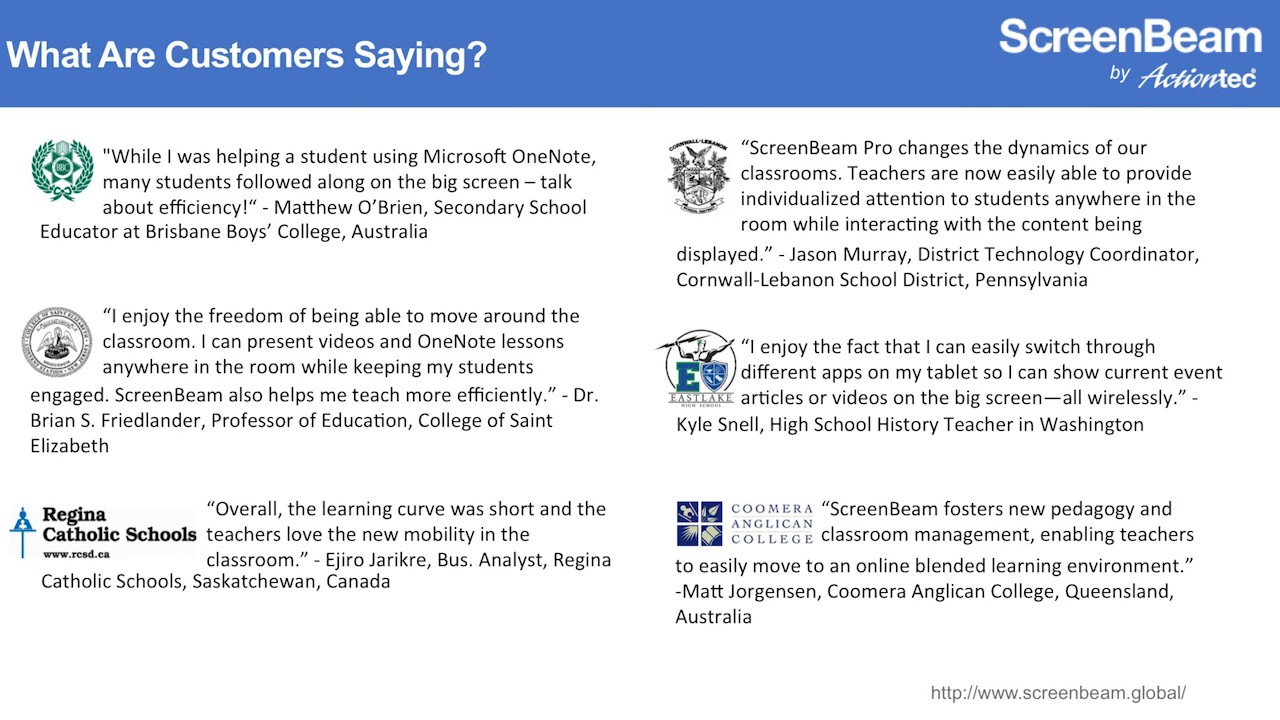 What Are Customers Saying?
ScreenBeam
by Actiontec®
BBC
"While I was helping a student using Microsoft OneNote,
many students followed along on the big screen – talk
about efficiency!“ - Matthew O’Brien, Secondary School
Educator at Brisbane Boys’ College, Australia
“I enjoy the freedom of being able to move around the
classroom. I can present videos and OneNote lessons
anywhere in the room while keeping my students
engaged. ScreenBeam also helps me teach more efficiently.” - Dr.
Brian S. Friedlander, Professor of Education, College of Saint
Elizabeth
Regina
Catholic Schools
www.rcsd.ca
“Overall, the learning curve was short and the
teachers love the new mobility in the
classroom.” - Ejiro Jarikre, Bus. Analyst, Regina
Catholic Schools, Saskatchewan, Canada
CORNWALL-LEBANON
SCHOOL DISTRICT
“ScreenBeam Pro changes the dynamics of our
classrooms. Teachers are now easily able to provide
individualized attention to students anywhere in the
room while interacting with the content being
displayed.” - Jason Murray, District Technology Coordinator,
Cornwall-Lebanon School District, Pennsylvania
E
EASTLAKE
HIGH SCHOOL
“I enjoy the fact that I can easily switch through
different apps on my tablet so I can show current event
articles or videos on the big screen—all wirelessly.” -
Kyle Snell, High School History Teacher in Washington
COOMERA
ANGLICAN
COLLEGE
“ScreenBeam fosters new pedagogy and
classroom management, enabling teachers
to easily move to an online blended learning environment.”
-Matt Jorgensen, Coomera Anglican College, Queensland,
Australia
http://www.screenbeam.global/